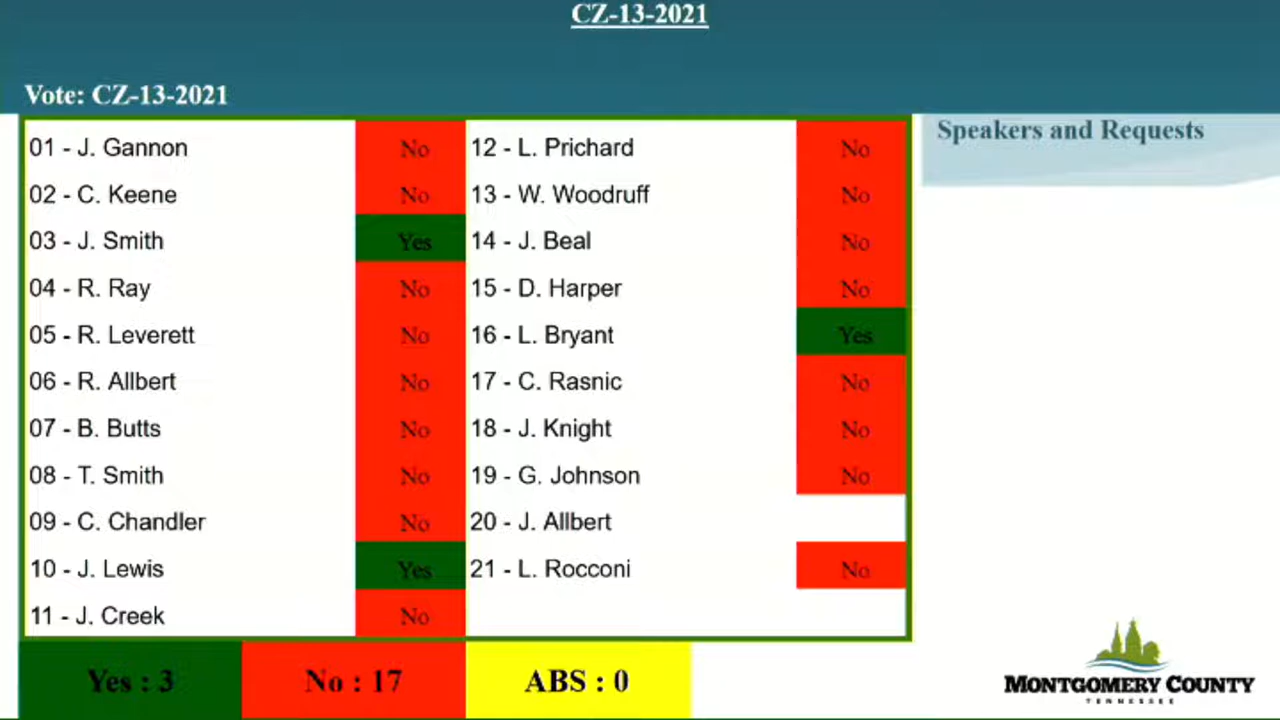 CZ-13-2021
Vote: CZ-13-2021
01 - J. Gannon No
02 - C. Keene No
03 - J. Smith Yes
04 - R. Ray No
05 - R. Leverett No
06 - R. Allbert No
07 - B. Butts No
08 - T. Smith No
09 - C. Chandler No
10 - J. Lewis Yes
11 - J. Creek No
12 - L. Prichard No
13 - W. Woodruff No
14 - J. Beal No
15 - D. Harper No
16 - L. Bryant Yes
17 - C. Rasnic No
18 - J. Knight No
19 - G. Johnson No
20 - J. Allbert
21 - L. Rocconi No
Yes : 3
No : 17
ABS : 0
Speakers and Requests
MONTGOMERY COUNTY
TENNESSEE